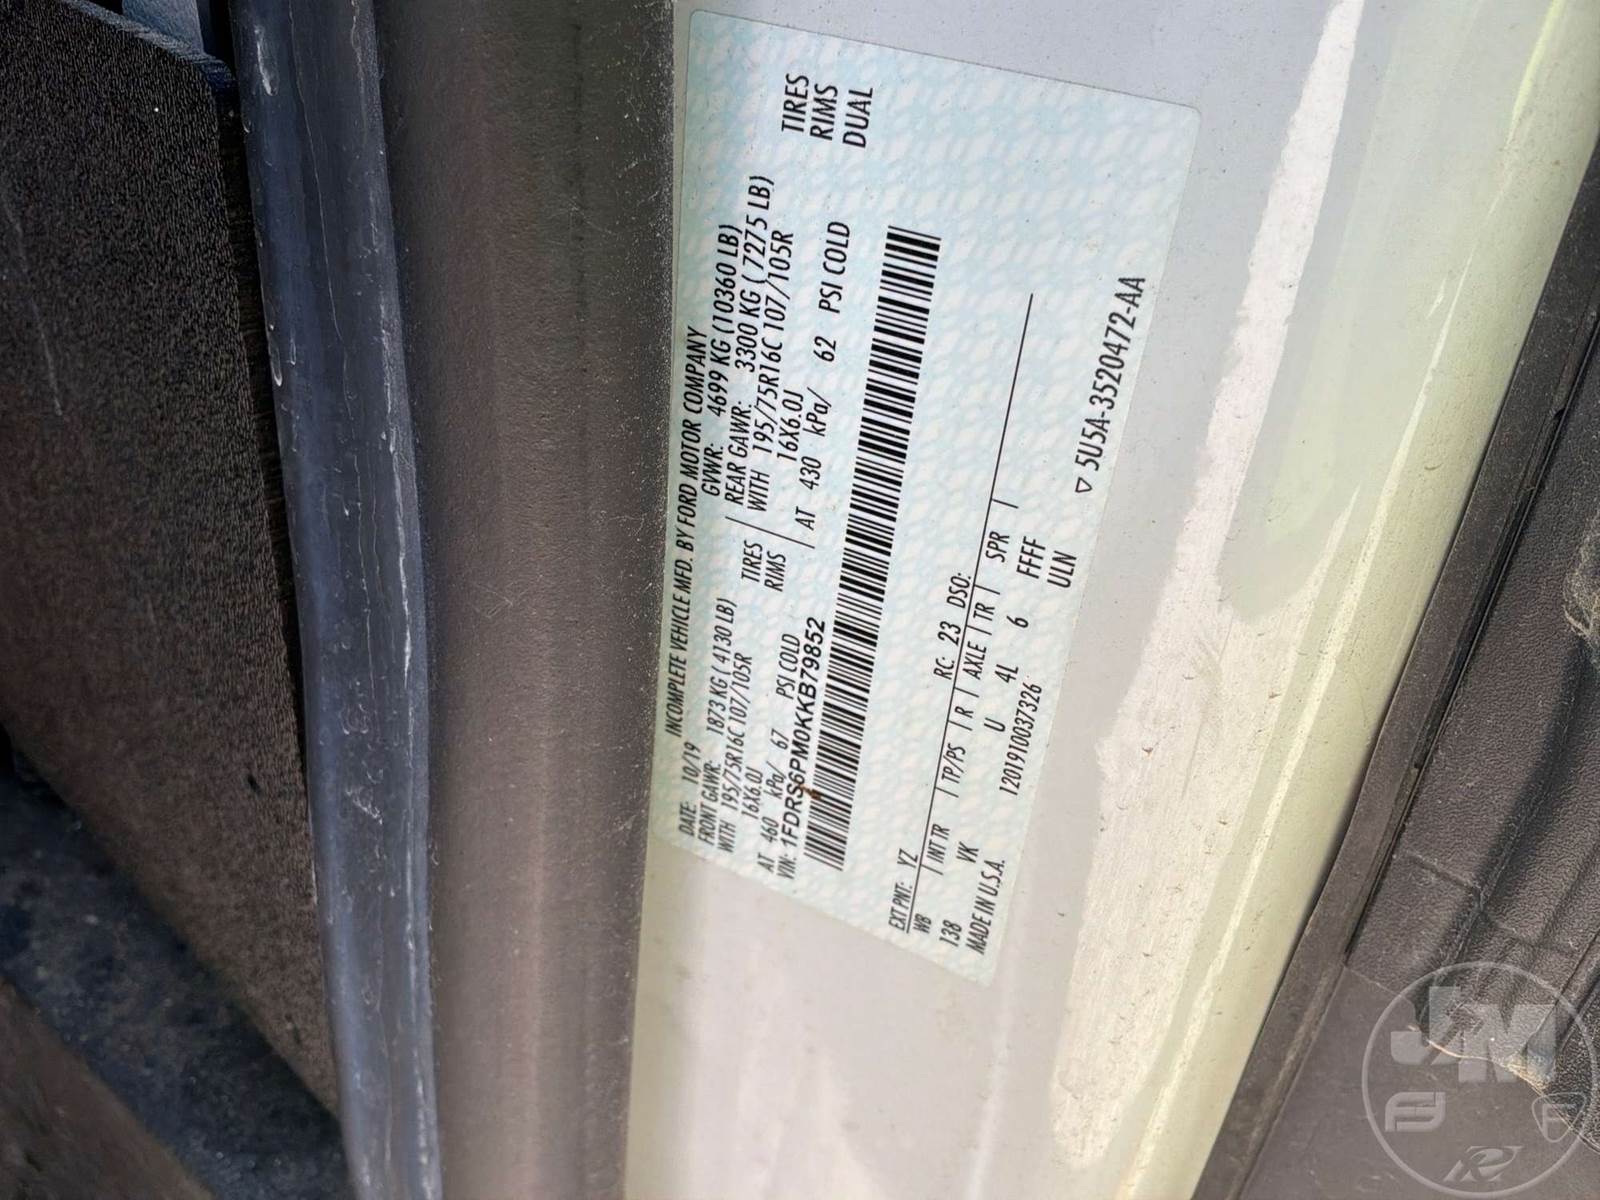 INCOMPLETE VEHICLE MFD. BY FORD MOTOR COMPANY
DATE: 10/19 GVWR: 4699 KG (10360 LB)
FRONT GAWR: 1873 KG ( 4130 LB) REAR GAWR: 3300 KG ( 7275 LB)
WITH 195/75R16C 107/105R TIRES WITH 195/75R16C 107/105R TIRES
16X6.0J RIMS 16X6.0J RIMS
AT 460 kPa/ 67 PSI COLD AT 430 kPa/ 62 PSI COLD DUAL
VIN: 1FDRS6PM0KKB79852
EXT PNT: YZ RC: 23 DSO:
WB INT TR TP/PS R AXLE TR SPR
138 VK U 4L 6 FFFF
MADE IN U.S.A. 1201910037326 ULN
▽ 5U5A-3520472-AA
JM